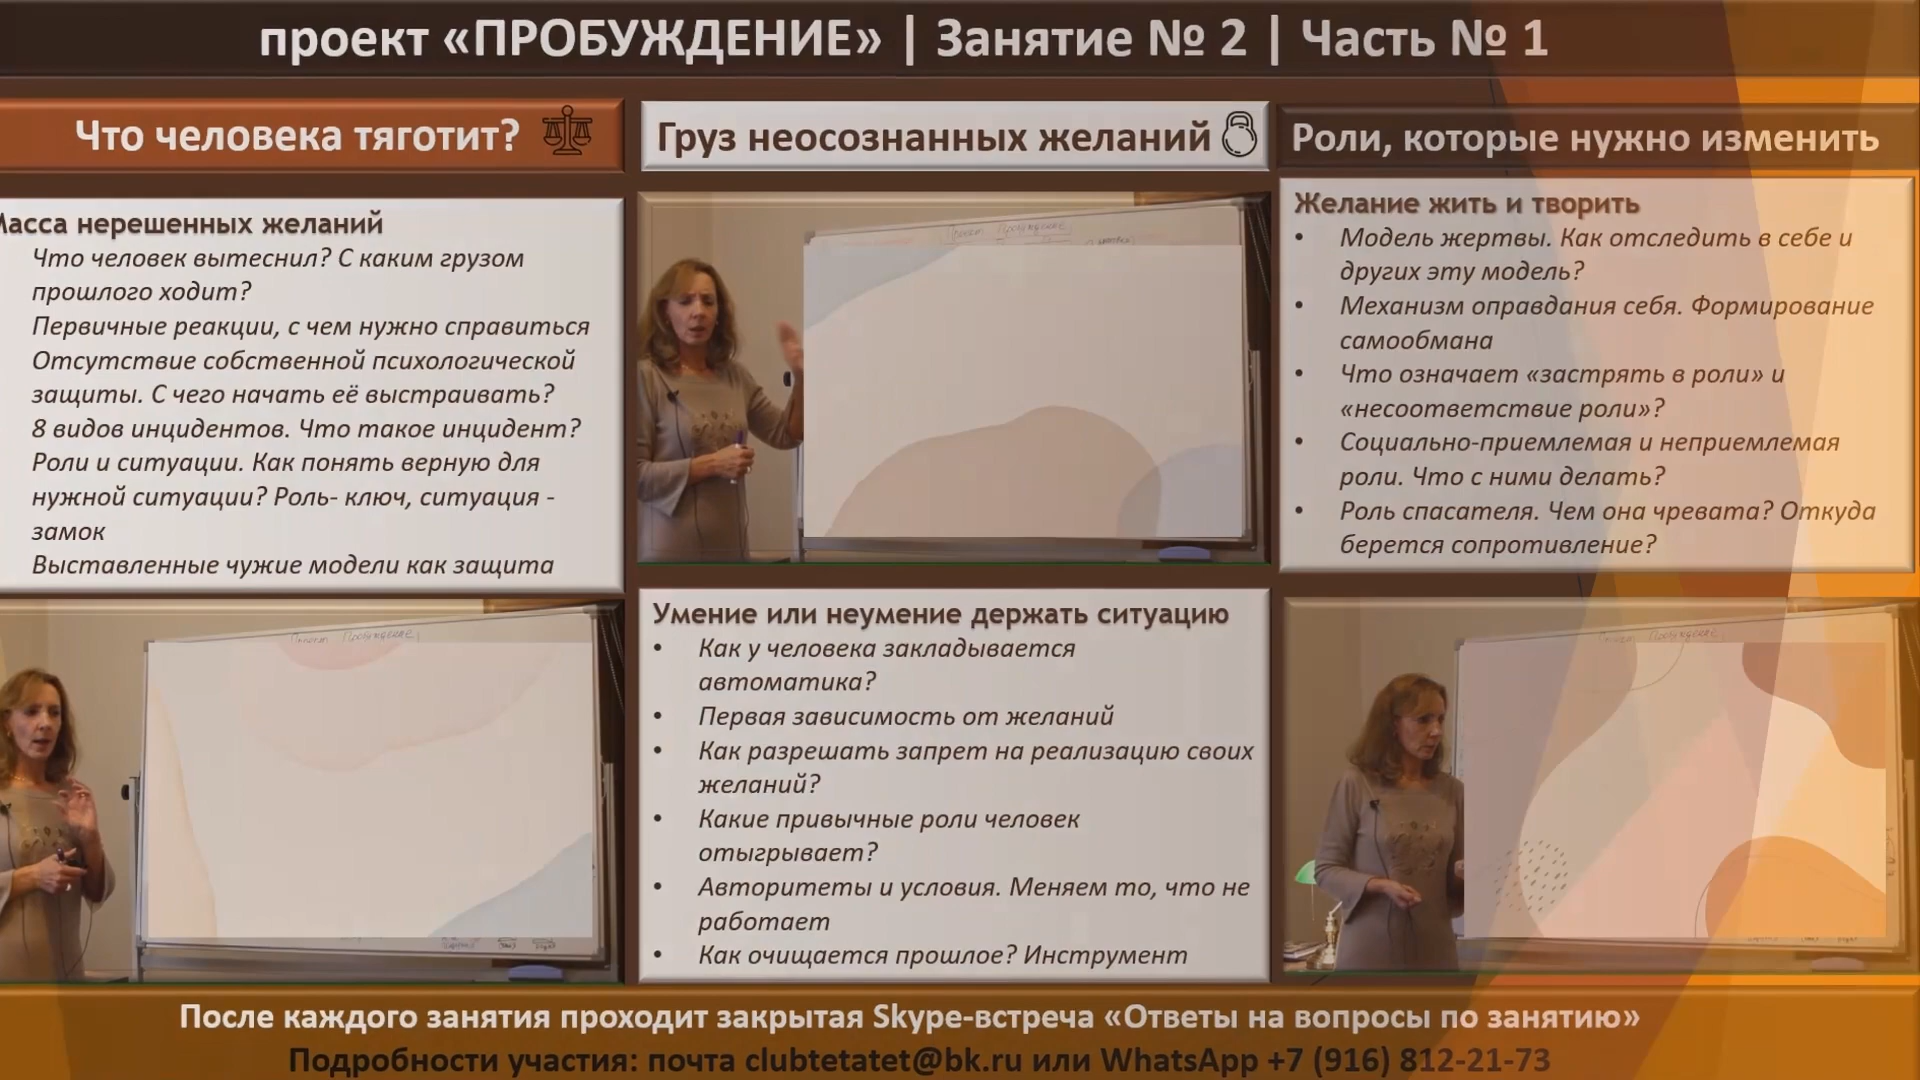 проект «ПРОБУЖДЕНИЕ» | Занятие № 2 | Часть № 1
Что человека тяготит?
Масса нерешенных желаний
Что человек вытеснил? С каким грузом
прошлого ходит?
Первичные реакции, с чем нужно справиться
Отсутствие собственной психологической
защиты. С чего начать её выстраивать?
8 видов инцидентов. Что такое инцидент?
Роли и ситуации. Как понять верную для
нужной ситуации? Роль- ключ, ситуация -
замок
Выставленные чужие модели как защита
Проект Пробуждение
Груз неосознанных желаний
Проект Пробуждение
Умение или неумение держать ситуацию
• Как у человека закладывается
автоматика?
• Первая зависимость от желаний
• Как разрешать запрет на реализацию своих
желаний?
• Какие привычные роли человек
отыгрывает?
• Авторитеты и условия. Меняем то, что не
работает
• Как очищается прошлое? Инструмент
Роли, которые нужно изменить
Желание жить и творить
• Модель жертвы. Как отследить в себе и
других эту модель?
• Механизм оправдания себя. Формирование
самообмана
• Что означает «застрять в роли» и
«несоответствие роли»?
• Социально-приемлемая и неприемлемая
роли. Что с ними делать?
• Роль спасателя. Чем она чревата? Откуда
берется сопротивление?
Проект Пробуждение
После каждого занятия проходит закрытая Skype-встреча «Ответы на вопросы по занятию»
Подробности участия: почта clubtetatet@bk.ru или WhatsApp +7 (916) 812-21-73